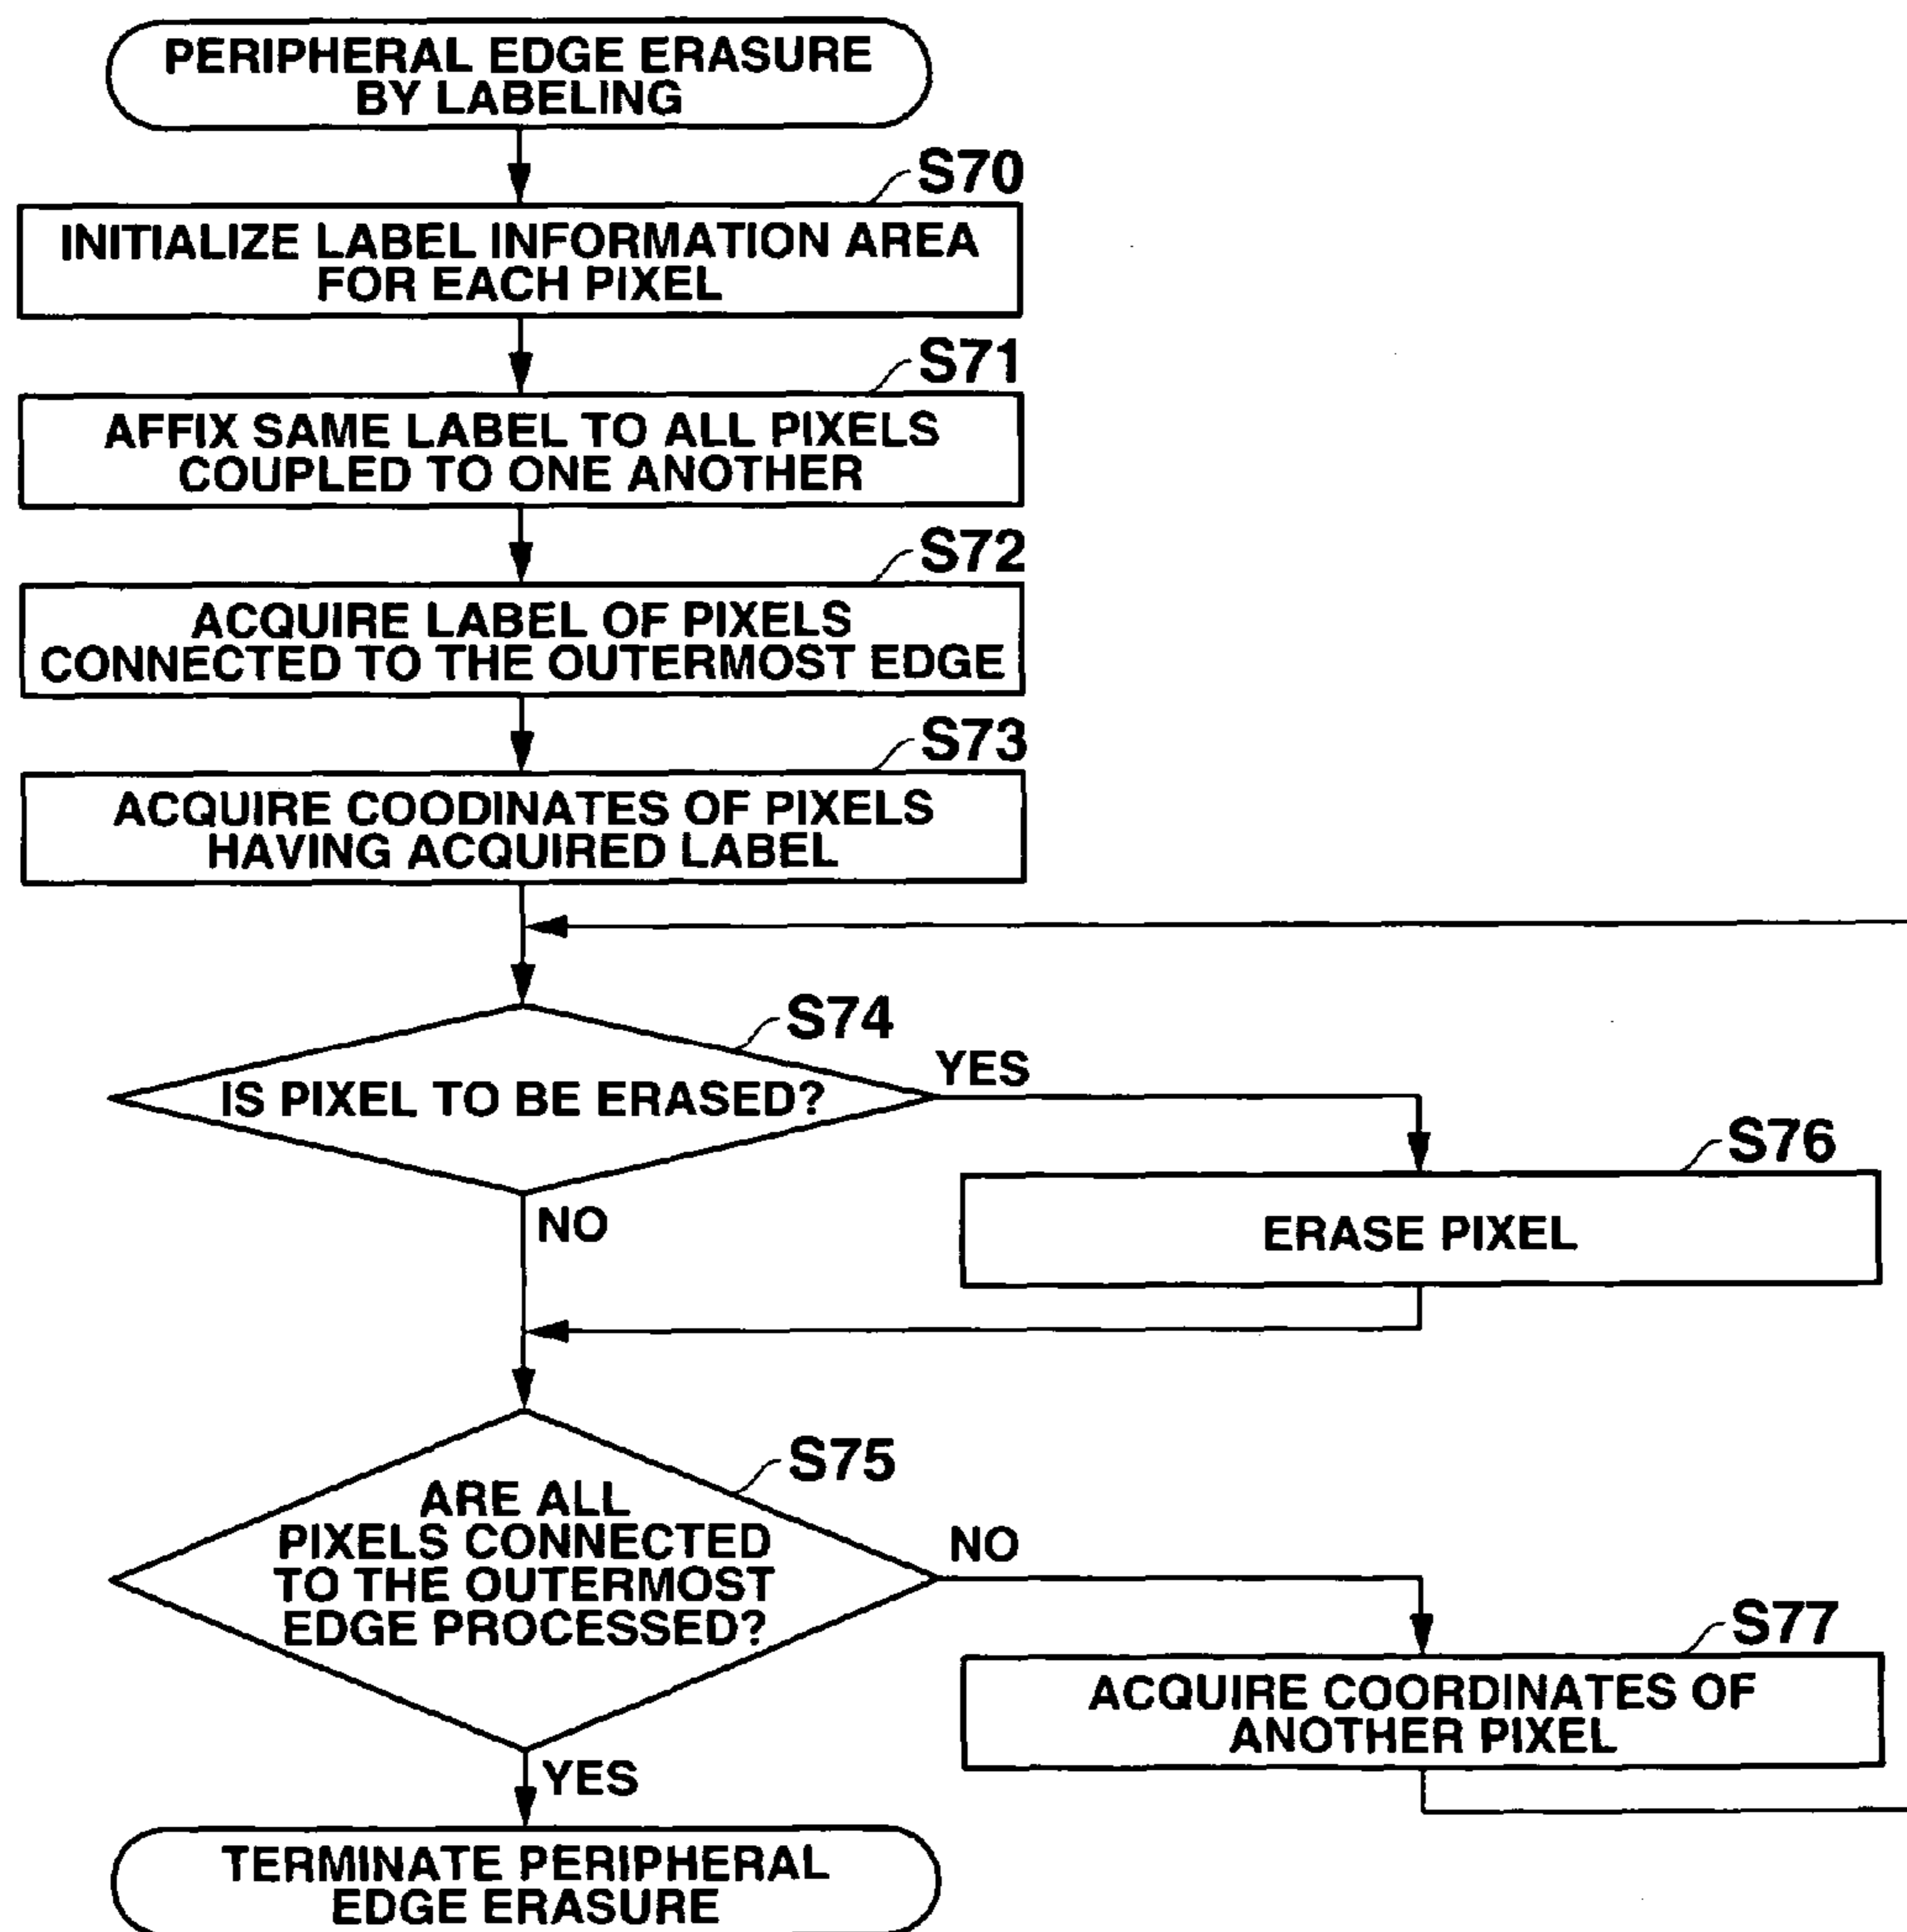 PERIPHERAL EDGE ERASURE
BY LABELING
S70
INITIALIZE LABEL INFORMATION AREA
FOR EACH PIXEL
S71
AFFIX SAME LABEL TO ALL PIXELS
COUPLED TO ONE ANOTHER
S72
ACQUIRE LABEL OF PIXELS
CONNECTED TO THE OUTERMOST EDGE
S73
ACQUIRE COODINATES OF PIXELS
HAVING ACQUIRED LABEL
S74
IS PIXEL TO BE ERASED?
YES
S76
ERASE PIXEL
NO
S75
ARE ALL
PIXELS CONNECTED
TO THE OUTERMOST
EDGE PROCESSED?
NO
S77
ACQUIRE COORDINATES OF
ANOTHER PIXEL
YES
TERMINATE PERIPHERAL
EDGE ERASURE